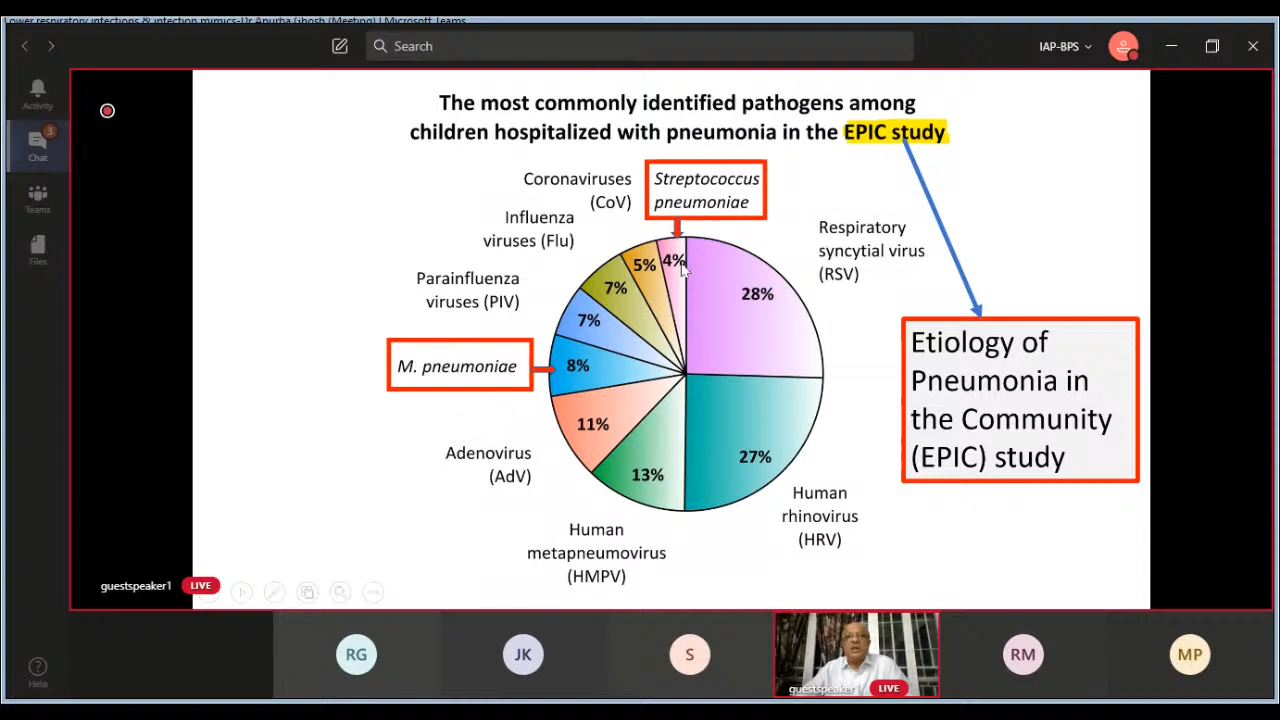 Lower respiratory infections & infection mimics-Dr Apurba Ghosh (Meeting) | Microsoft Teams
Search
IAP-BPS
Activity
3
Chat
Teams
Files
Help
The most commonly identified pathogens among
children hospitalized with pneumonia in the EPIC study
Coronaviruses
(CoV)
Streptococcus
pneumoniae
Influenza
viruses (Flu)
Respiratory
syncytial virus
(RSV)
Parainfluenza
viruses (PIV)
M. pneumoniae
Adenovirus
(AdV)
Human
metapneumovirus
(HMPV)
Human
rhinovirus
(HRV)
4%
5%
7%
7%
8%
11%
13%
27%
28%
Etiology of
Pneumonia in
the Community
(EPIC) study
guestspeaker1 LIVE
RG
JK
S
guestspeaker1 LIVE
RM
MP